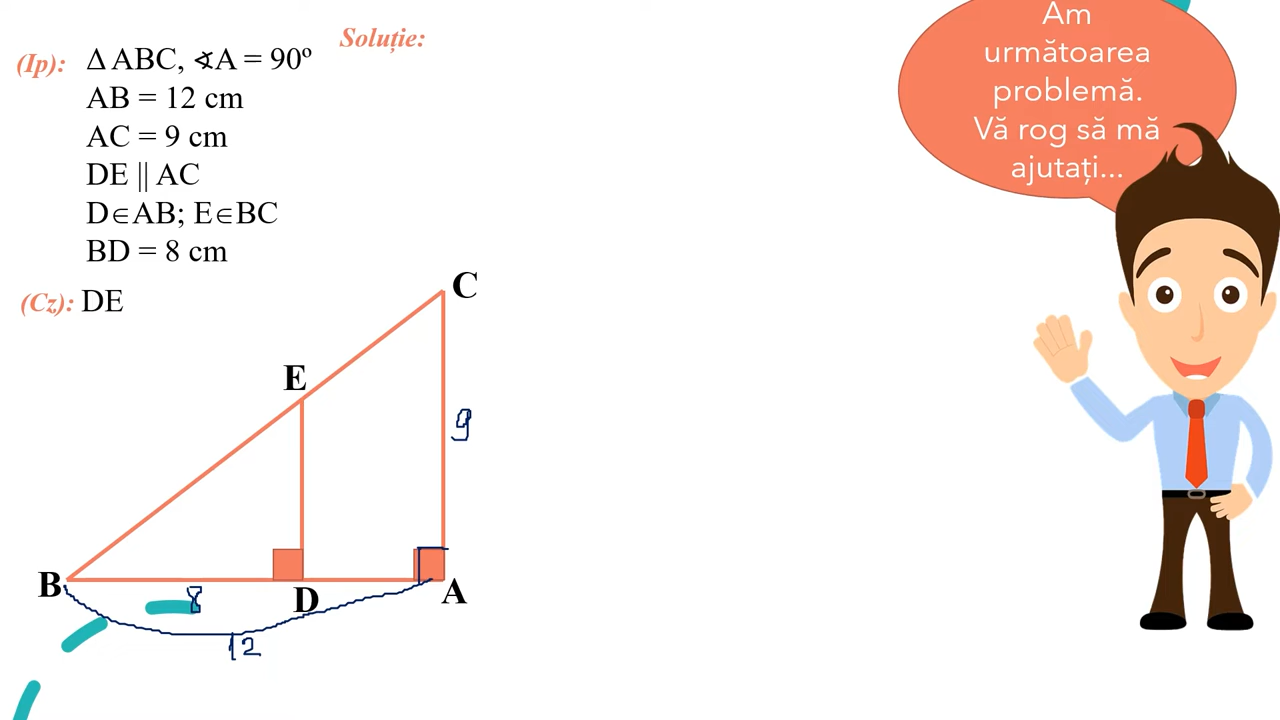 Soluție:
(Ip): Δ ABC, ∢A = 90º
AB = 12 cm
AC = 9 cm
DE || AC
D∈AB; E∈BC
BD = 8 cm
(Cz): DE
Am
următoarea
problemă.
Vă rog să mă
ajutați...
C
E
9
B
8
D
A
12